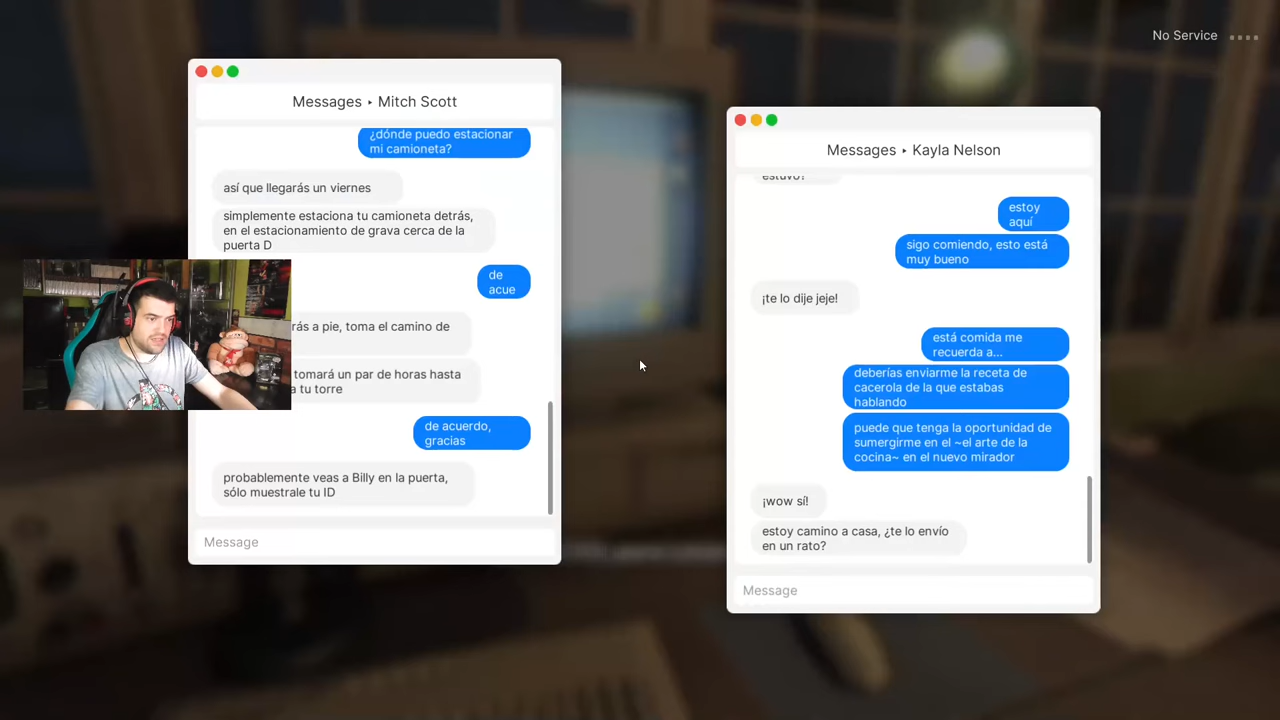 No Service
Messages ▸ Mitch Scott
¿dónde puedo estacionar
mi camioneta?
así que llegarás un viernes
simplemente estaciona tu camioneta detrás,
en el estacionamiento de grava cerca de la
puerta D
de
acue
rás a pie, toma el camino de
tomará un par de horas hasta
a tu torre
de acuerdo,
gracias
probablemente veas a Billy en la puerta,
sólo muestrale tu ID
Message
Messages ▸ Kayla Nelson
estuvo?
estoy
aquí
sigo comiendo, esto está
muy bueno
¡te lo dije jeje!
está comida me
recuerda a...
deberías enviarme la receta de
cacerola de la que estabas
hablando
puede que tenga la oportunidad de
sumergirme en el ~el arte de la
cocina~ en el nuevo mirador
¡wow sí!
estoy camino a casa, ¿te lo envío
en un rato?
Message